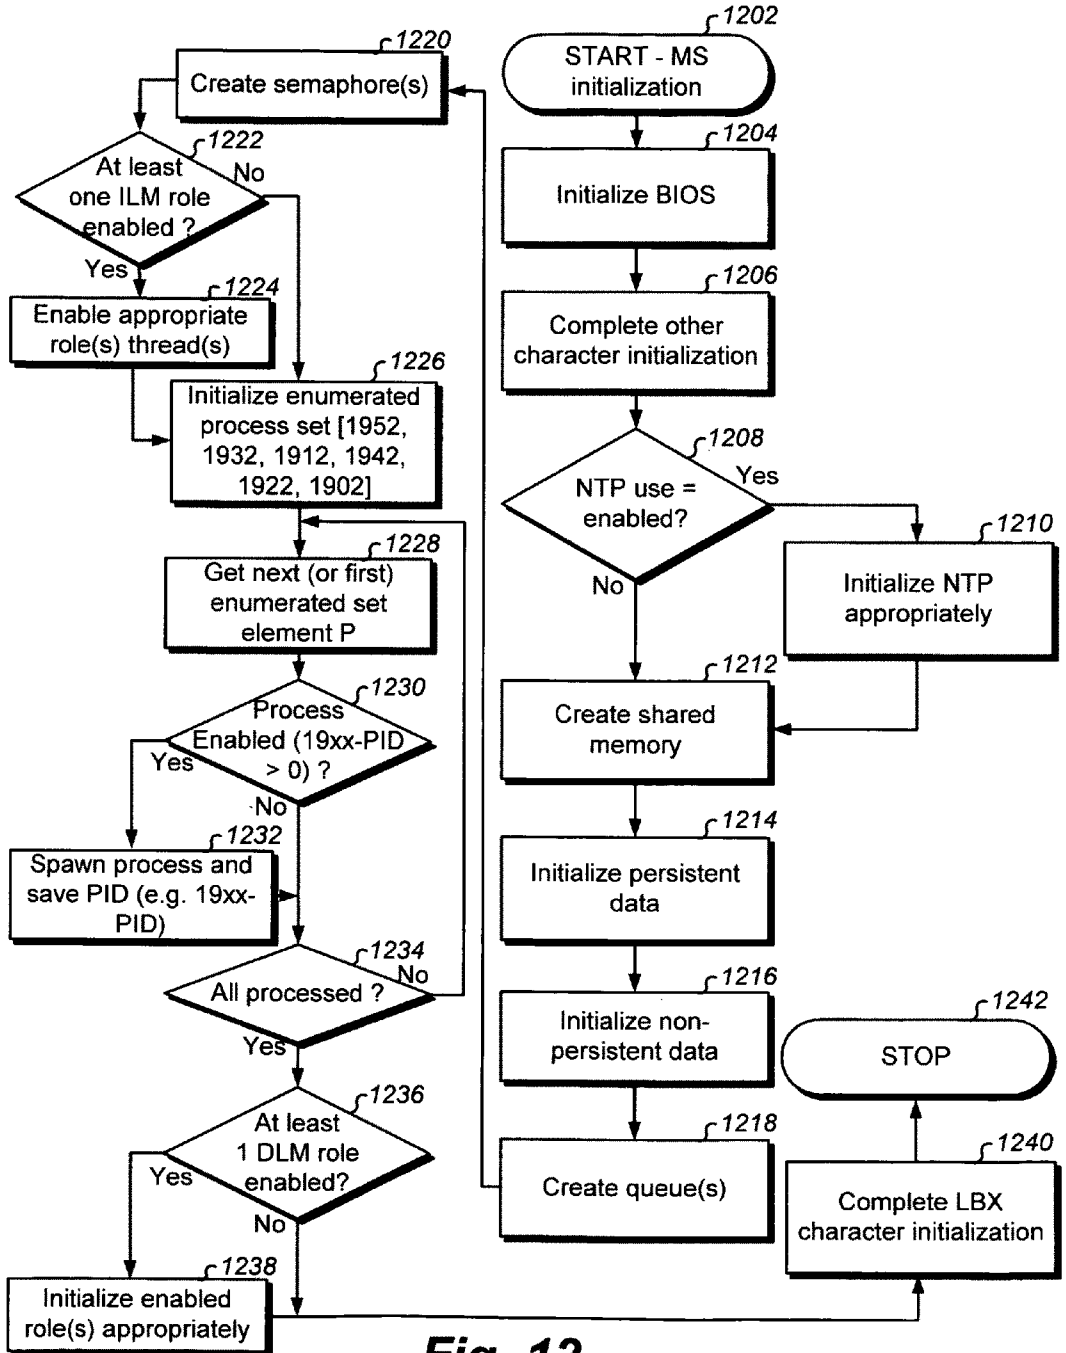 1202
START - MS
initialization
1204
Initialize BIOS
1206
Complete other
character initialization
1208
NTP use =
enabled?
Yes
No
1210
Initialize NTP
appropriately
1212
Create shared
memory
1214
Initialize persistent
data
1216
Initialize non-
persistent data
1218
Create queue(s)
1220
Create semaphore(s)
1222
At least
one ILM role
enabled ?
No
Yes
1224
Enable appropriate
role(s) thread(s)
1226
Initialize enumerated
process set [1952,
1932, 1912, 1942,
1922, 1902]
1228
Get next (or first)
enumerated set
element P
1230
Process
Enabled (19xx-PID
> 0) ?
Yes
No
1232
Spawn process and
save PID (e.g. 19xx-
PID)
1234
All processed ?
No
Yes
1236
At least
1 DLM role
enabled?
Yes
No
1238
Initialize enabled
role(s) appropriately
1240
Complete LBX
character initialization
1242
STOP
Fig. 12